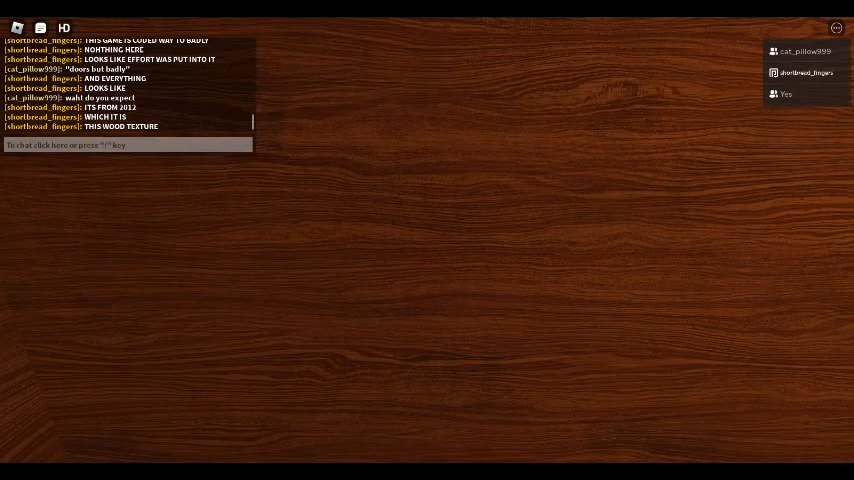 HD
[shortbread_fingers]: THIS GAME IS CODED WAY TO BADLY
[shortbread_fingers]: NOHTHING HERE
[shortbread_fingers]: LOOKS LIKE EFFORT WAS PUT INTO IT
[cat_pillow999]: "doors but badly"
[shortbread_fingers]: AND EVERYTHING
[shortbread_fingers]: LOOKS LIKE
[cat_pillow999]: waht do you expect
[shortbread_fingers]: ITS FROM 2012
[shortbread_fingers]: WHICH IT IS
[shortbread_fingers]: THIS WOOD TEXTURE
To chat click here or press "/" key
cat_pillow999
shortbread_fingers
Yes